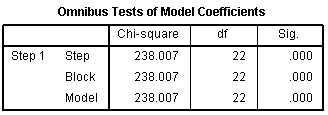 Omnibus Tests of Model Coefficients
Chi-square df Sig.
Step 1 Step 238.007 22 .000
Block 238.007 22 .000
Model 238.007 22 .000